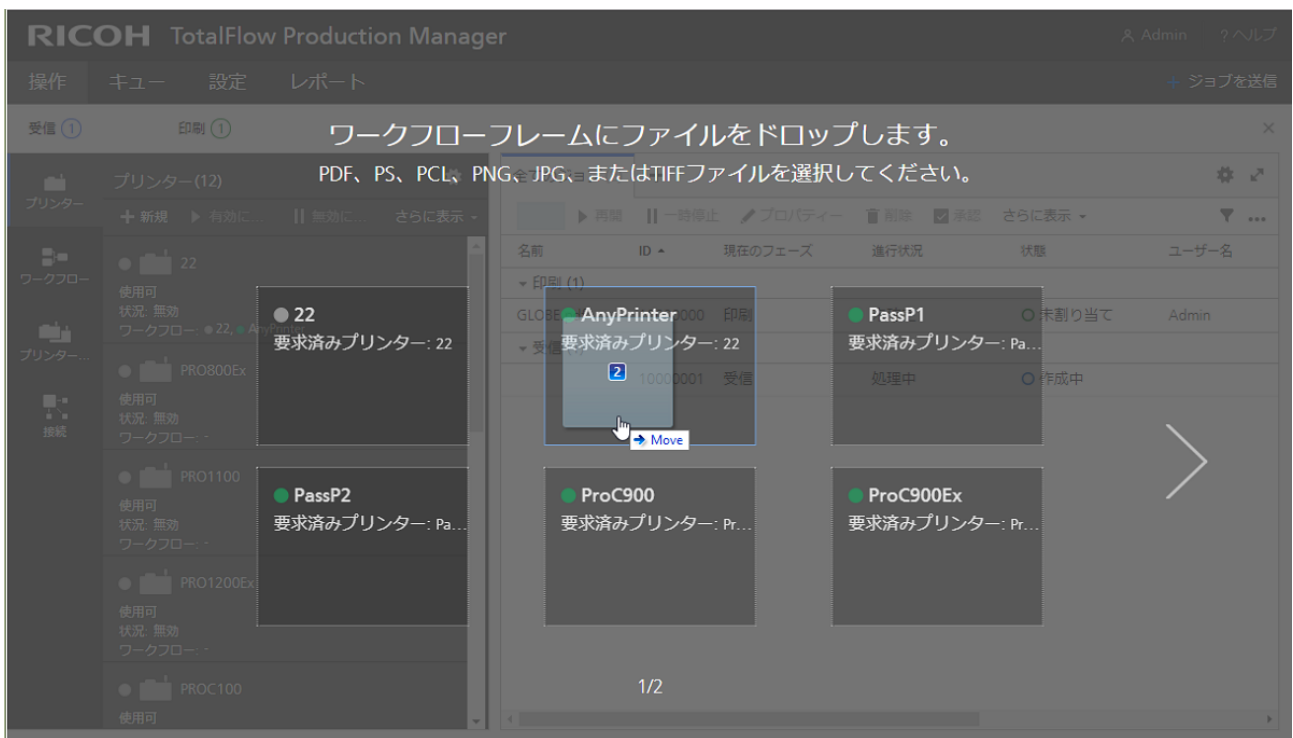 RICOH TotalFlow Production Manager
Admin ?ヘルプ
操作 キュー 設定 レポート + ジョブを送信
受信 1 印刷 1
ワークフローフレームにファイルをドロップします。
PDF、PS、PCL、PNG、JPG、またはTIFFファイルを選択してください。
プリンター
ワークフロー
プリンター...
接続
プリンター(12)
+ 新規 有効に... 無効に... さらに表示
22
使用可
状況: 無効
ワークフロー: 22, AnyPrinter
PRO800Ex
使用可
状況: 無効
ワークフロー: -
PRO1100
使用可
状況: 無効
ワークフロー: -
PRO1200Ex
使用可
状況: 無効
ワークフロー: -
PROC100
使用可
再開 一時停止 プロパティー 削除 承認 さらに表示 ...
名前 ID 現在のフェーズ 進行状況 状態 ユーザー名
印刷 (1)
印刷 未割り当て Admin
10000001 受信 処理中 作成中
22
要求済みプリンター: 22
AnyPrinter
要求済みプリンター: 22
2
Move
PassP1
要求済みプリンター: Pa...
PassP2
要求済みプリンター: Pa...
ProC900
要求済みプリンター: Pr...
ProC900Ex
要求済みプリンター: Pr...
1/2